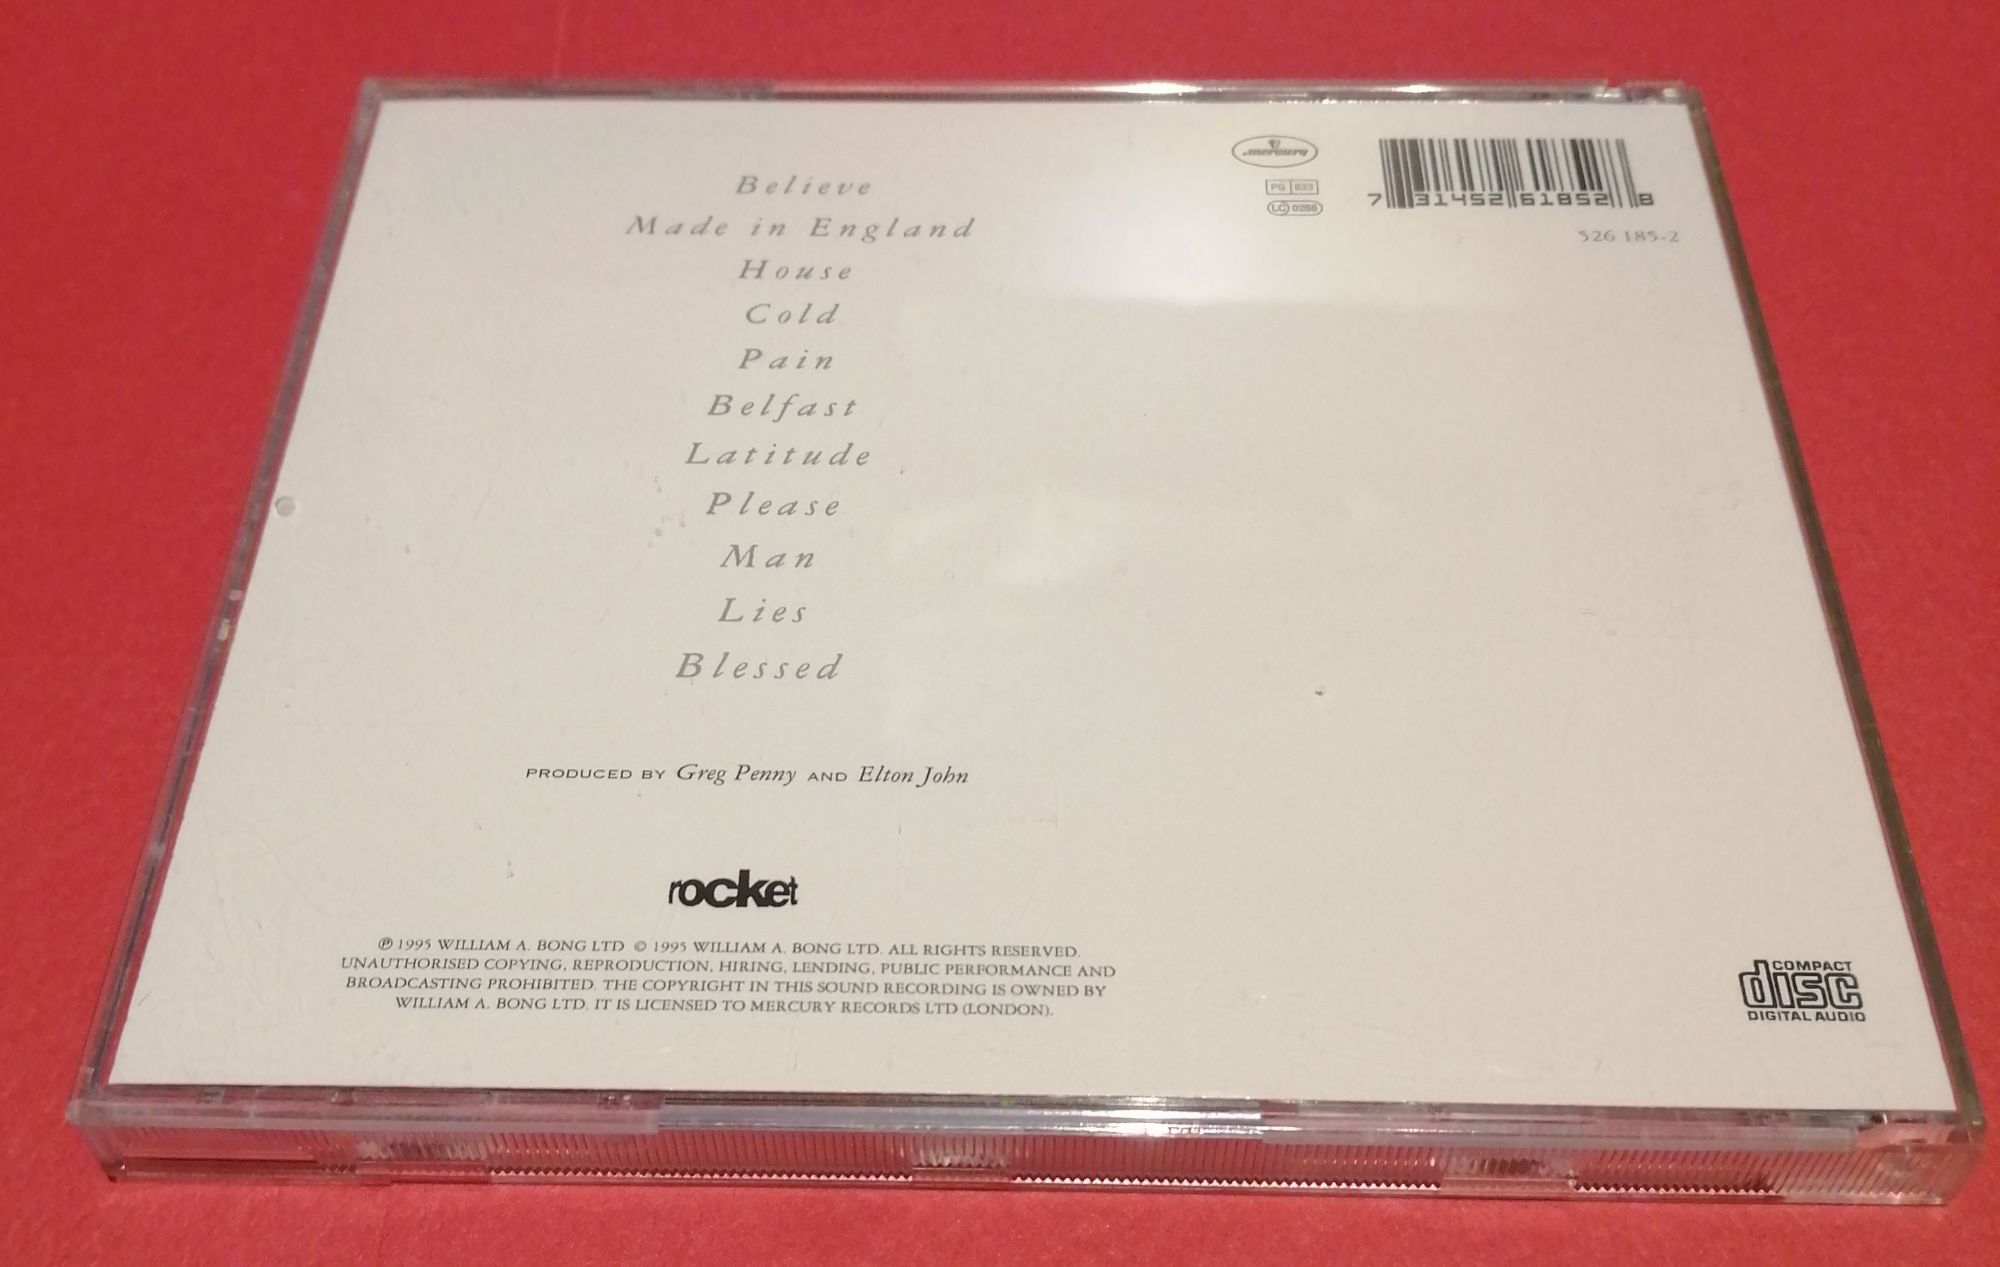 Believe
Made in England
House
Cold
Pain
Belfast
Latitude
Please
Man
Lies
Blessed
PRODUCED BY Greg Penny AND Elton John
rocket
℗ 1995 WILLIAM A. BONG LTD © 1995 WILLIAM A. BONG LTD. ALL RIGHTS RESERVED.
UNAUTHORISED COPYING, REPRODUCTION, HIRING, LENDING, PUBLIC PERFORMANCE AND
BROADCASTING PROHIBITED. THE COPYRIGHT IN THIS SOUND RECORDING IS OWNED BY
WILLIAM A. BONG LTD. IT IS LICENSED TO MERCURY RECORDS LTD (LONDON).
mercury
PG 833
LC 0268
7 31452 61852 8
526 185-2
COMPACT
disc
DIGITAL AUDIO